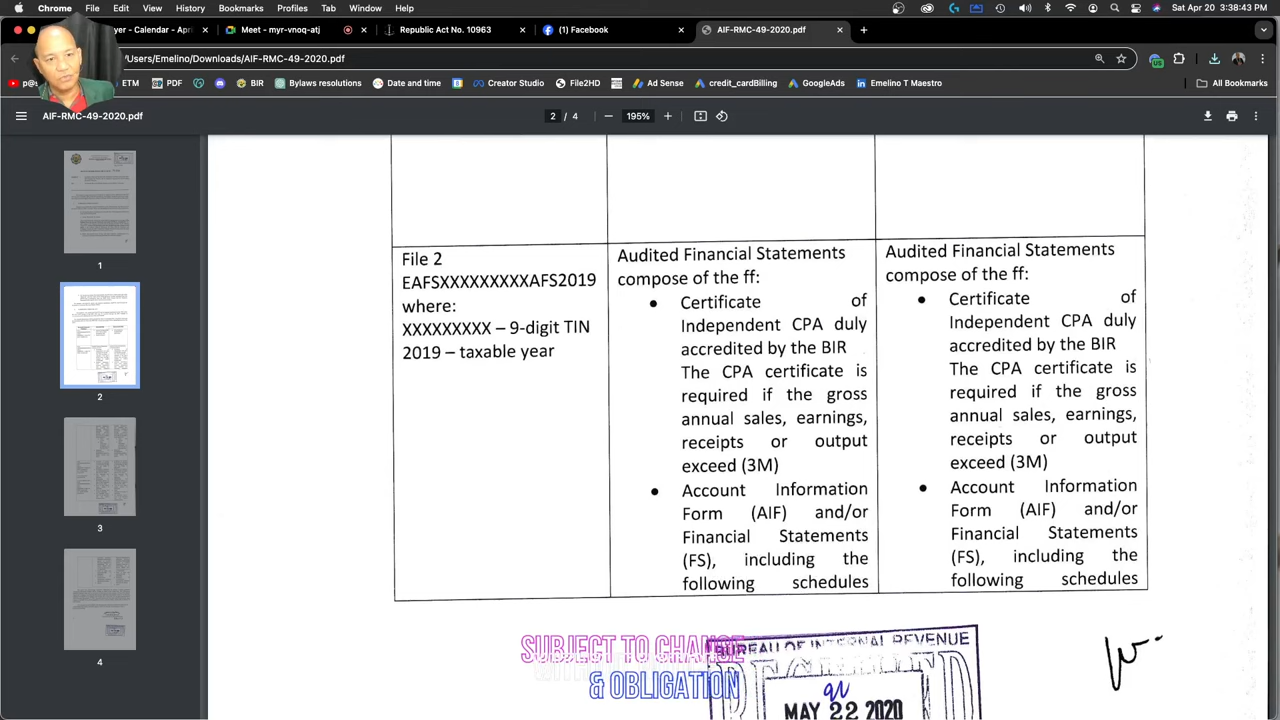 Chrome File Edit View History Bookmarks Profiles Tab Window Help
Sat Apr 20 3:38:43 PM
yer - Calendar - Apri
Meet - myr-vnoq-atj
Republic Act No. 10963
(1) Facebook
AIF-RMC-49-2020.pdf
/Users/Emelino/Downloads/AIF-RMC-49-2020.pdf
ETM PDF BIR Bylaws resolutions Date and time Creator Studio File2HD Ad Sense credit_cardBilling GoogleAds Emelino T Maestro All Bookmarks
AIF-RMC-49-2020.pdf
2 / 4
195%
1
2
3
4
File 2
EAFSXXXXXXXXXAFS2019
where:
XXXXXXXXX – 9-digit TIN
2019 – taxable year
Audited Financial Statements
compose of the ff:
• Certificate of
Independent CPA duly
accredited by the BIR
The CPA certificate is
required if the gross
annual sales, earnings,
receipts or output
exceed (3M)
• Account Information
Form (AIF) and/or
Financial Statements
(FS), including the
following schedules
Audited Financial Statements
compose of the ff:
• Certificate of
Independent CPA duly
accredited by the BIR
The CPA certificate is
required if the gross
annual sales, earnings,
receipts or output
exceed (3M)
• Account Information
Form (AIF) and/or
Financial Statements
(FS), including the
following schedules
SUBJECT TO CHANGE
& OBLIGATION
BUREAU OF INTERNAL REVENUE
MAY 22 2020